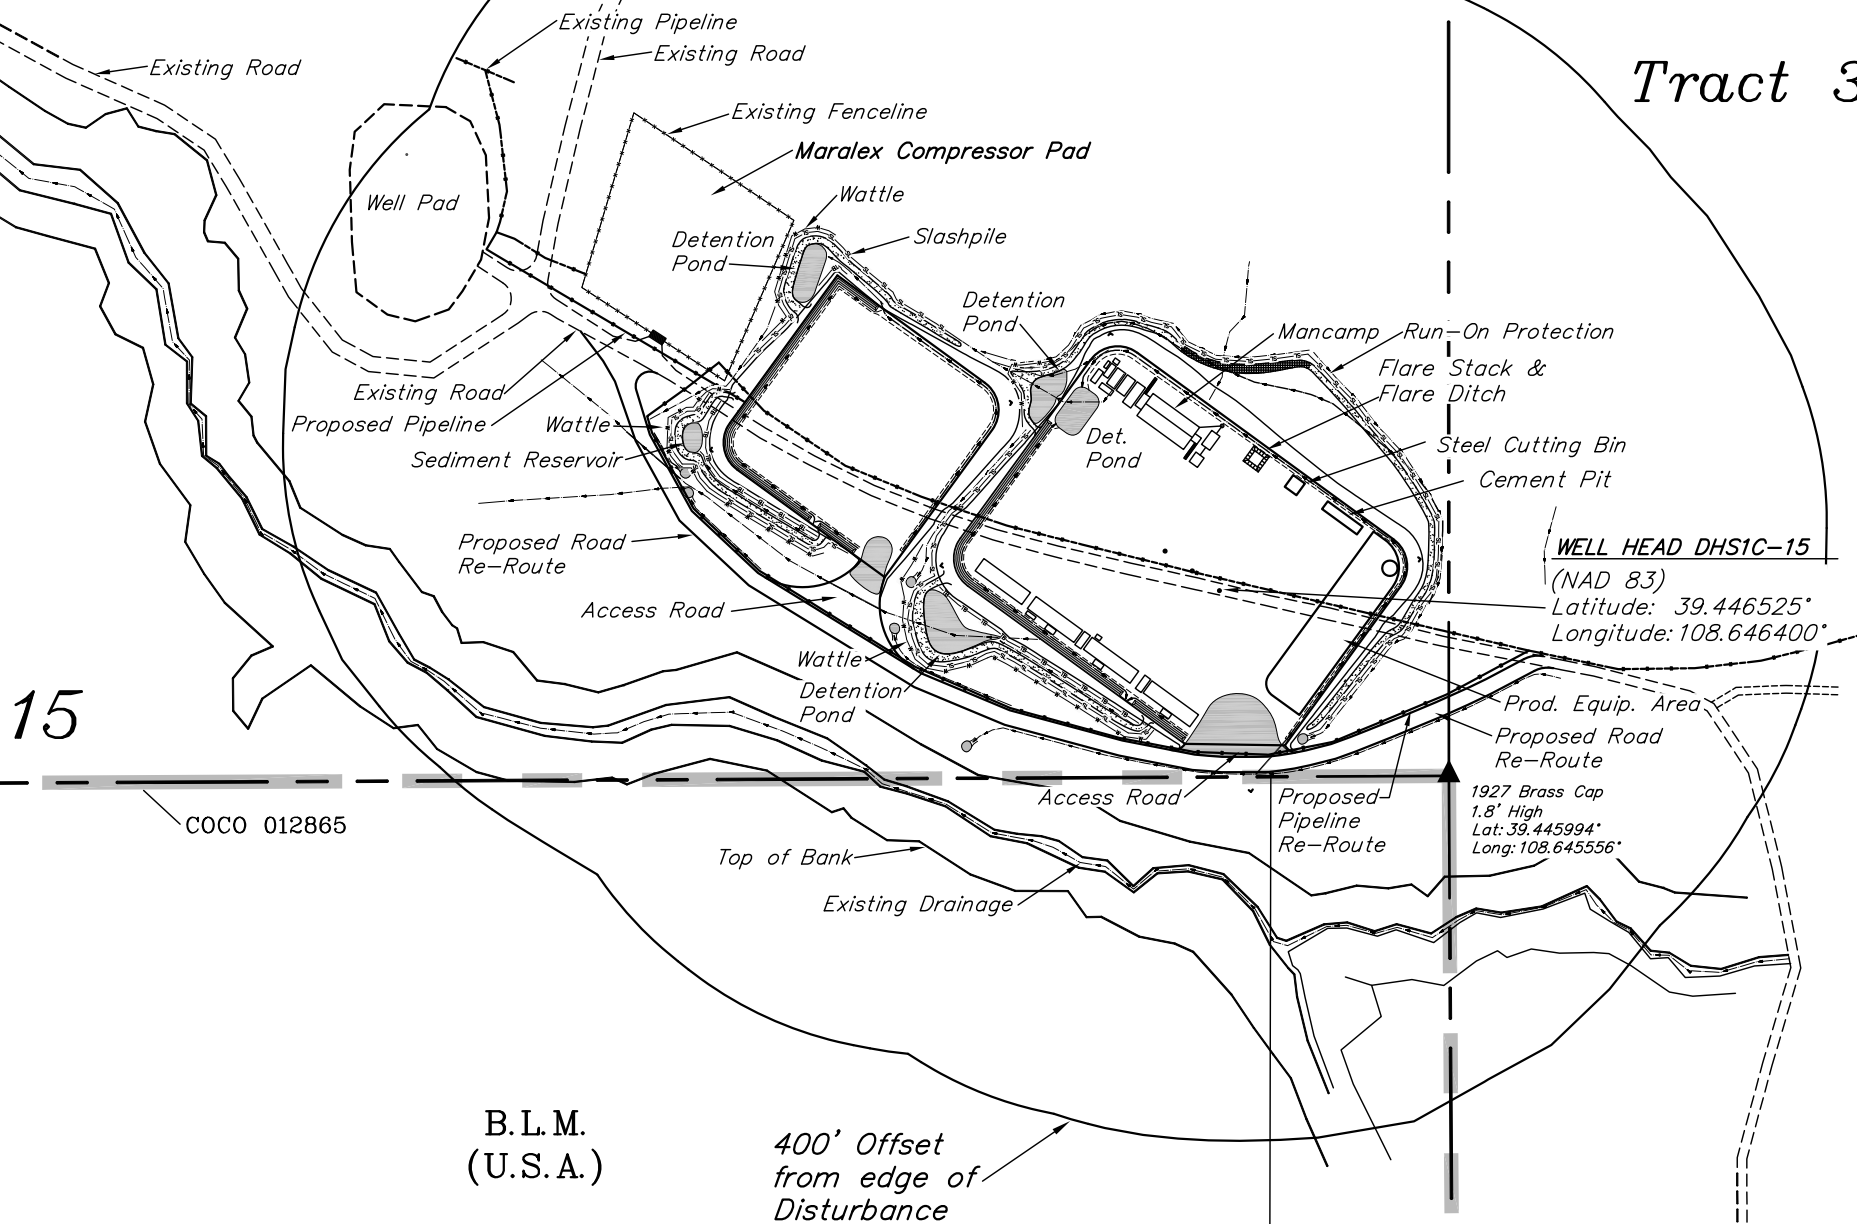 Existing Pipeline
Existing Road
Existing Road
Tract 3
Existing Fenceline
Maralex Compressor Pad
Well Pad
Wattle
Detention
Pond
Slashpile
Detention
Pond
Mancamp
Run-On Protection
Flare Stack &
Flare Ditch
Existing Road
Proposed Pipeline
Wattle
Sediment Reservoir
Det.
Pond
Steel Cutting Bin
Cement Pit
Proposed Road
Re-Route
WELL HEAD DHS1C-15
(NAD 83)
Latitude: 39.446525°
Longitude: 108.646400°
Access Road
Wattle
Detention
Pond
15
Prod. Equip. Area
Proposed Road
Re-Route
Access Road
Proposed
Pipeline
Re-Route
1927 Brass Cap
1.8' High
Lat: 39.445994°
Long: 108.645556°
COCO 012865
Top of Bank
Existing Drainage
B.L.M.
(U.S.A.)
400' Offset
from edge of
Disturbance